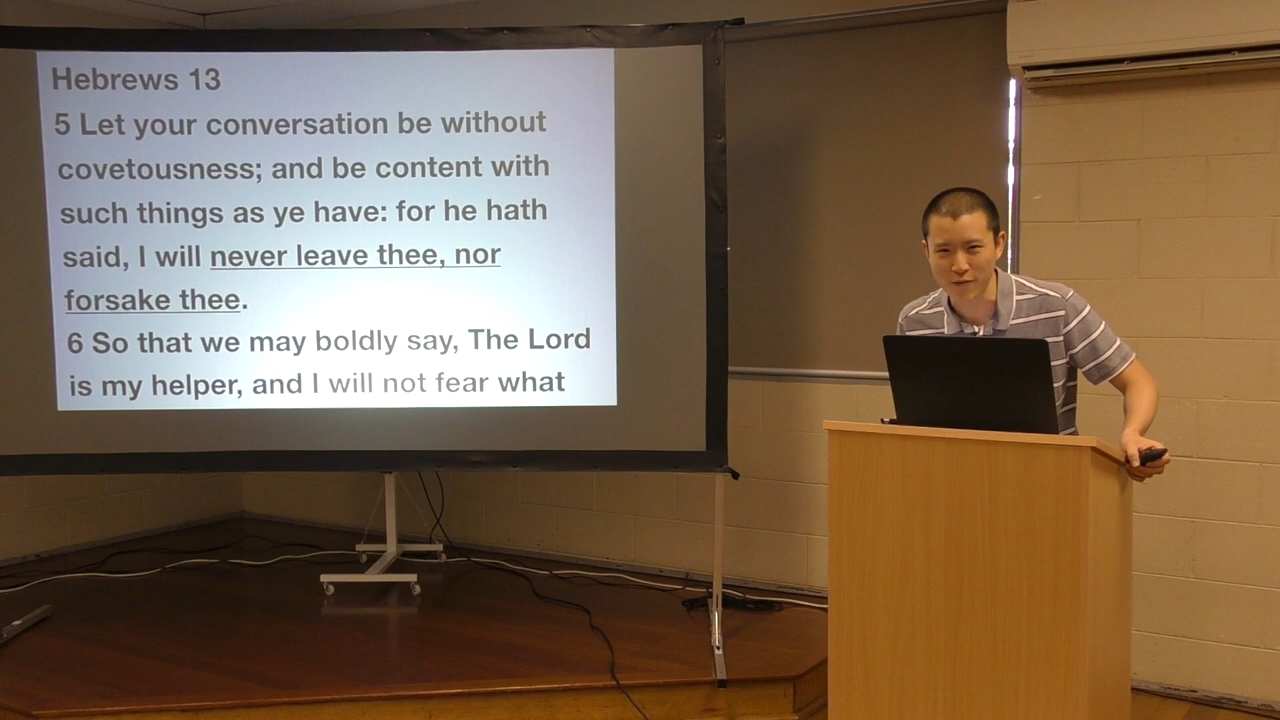 Hebrews 13
5 Let your conversation be without
covetousness; and be content with
such things as ye have: for he hath
said, I will never leave thee, nor
forsake thee.
6 So that we may boldly say, The Lord
is my helper, and I will not fear what